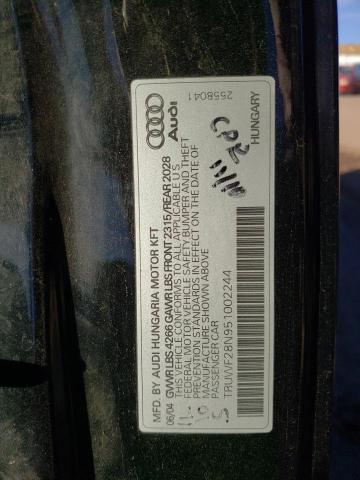 Audi
2558041
HUNGARY
MFD. BY AUDI HUNGARIA MOTOR KFT
06/04 GVWR LBS 4266 GAWR LBS FRONT 2315/REAR 2028
THIS VEHICLE CONFORMS TO ALL APPLICABLE U S
FEDERAL MOTOR VEHICLE SAFETY BUMPER AND THEFT
PREVENTION STANDARDS IN EFFECT ON THE DATE OF
MANUFACTURE SHOWN ABOVE
PASSENGER CAR
TRUWF28N951002244